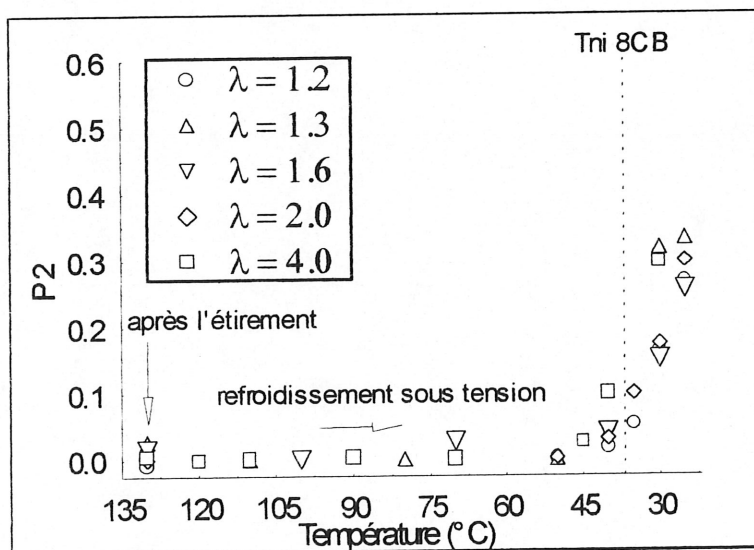 Tni 8CB
0.6
0.5
0.4
0.3
0.2
0.1
0.0
P2
λ = 1.2
λ = 1.3
λ = 1.6
λ = 2.0
λ = 4.0
après l'étirement
refroidissement sous tension
135 120 105 90 75 60 45 30
Température (°C)